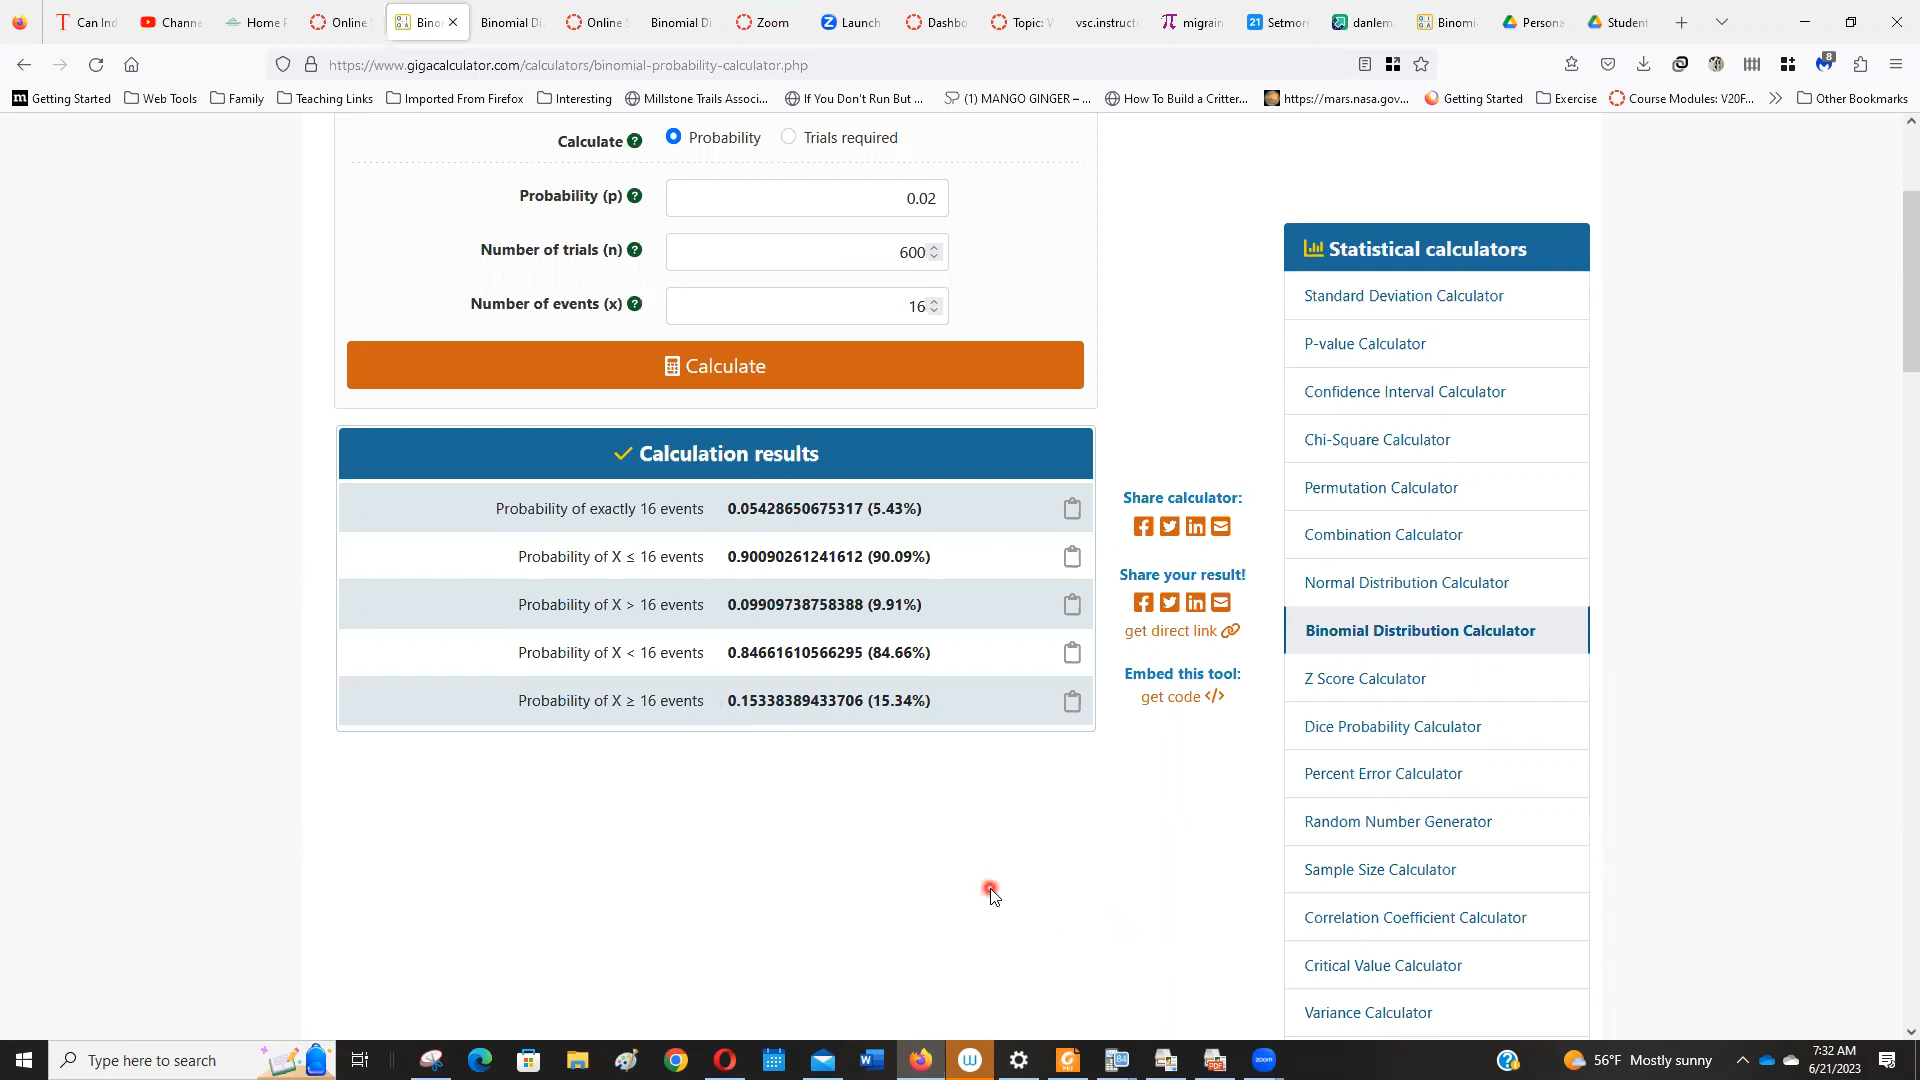 Can Ind
Channe
Home P
Online
Bino
Binomial Di
Online
Binomial Di
Zoom
Launch
Dashbo
Topic: W
vsc.instruct
migrain
Setmore
danlem
Binomi
Persona
Student
https://www.gigacalculator.com/calculators/binomial-probability-calculator.php
8
Getting Started
Web Tools
Family
Teaching Links
Imported From Firefox
Interesting
Millstone Trails Associ...
If You Don't Run But ...
(1) MANGO GINGER – ...
How To Build a Critter...
https://mars.nasa.gov...
Getting Started
Exercise
Course Modules: V20F...
Other Bookmarks
Calculate ?
Probability
Trials required
Probability (p) ?
0.02
Number of trials (n) ?
600
Number of events (x) ?
16
Calculate
Calculation results
Probability of exactly 16 events 0.05428650675317 (5.43%)
Probability of X ≤ 16 events 0.90090261241612 (90.09%)
Probability of X > 16 events 0.09909738758388 (9.91%)
Probability of X < 16 events 0.84661610566295 (84.66%)
Probability of X ≥ 16 events 0.15338389433706 (15.34%)
Share calculator:
Share your result!
get direct link
Embed this tool:
get code </>
Statistical calculators
Standard Deviation Calculator
P-value Calculator
Confidence Interval Calculator
Chi-Square Calculator
Permutation Calculator
Combination Calculator
Normal Distribution Calculator
Binomial Distribution Calculator
Z Score Calculator
Dice Probability Calculator
Percent Error Calculator
Random Number Generator
Sample Size Calculator
Correlation Coefficient Calculator
Critical Value Calculator
Variance Calculator
Type here to search
56°F Mostly sunny
7:32 AM
6/21/2023